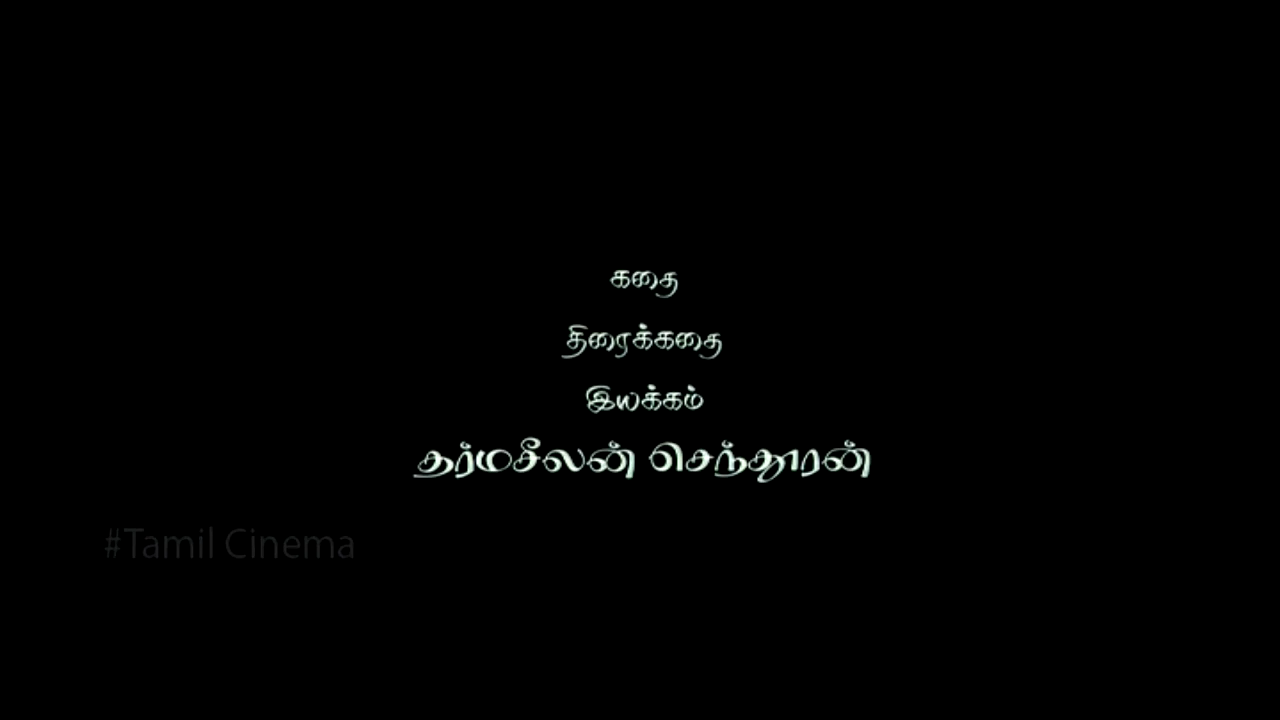 கதை
திரைக்கதை
இயக்கம்
தர்மசீலன் செந்தூரன்
#Tamil Cinema